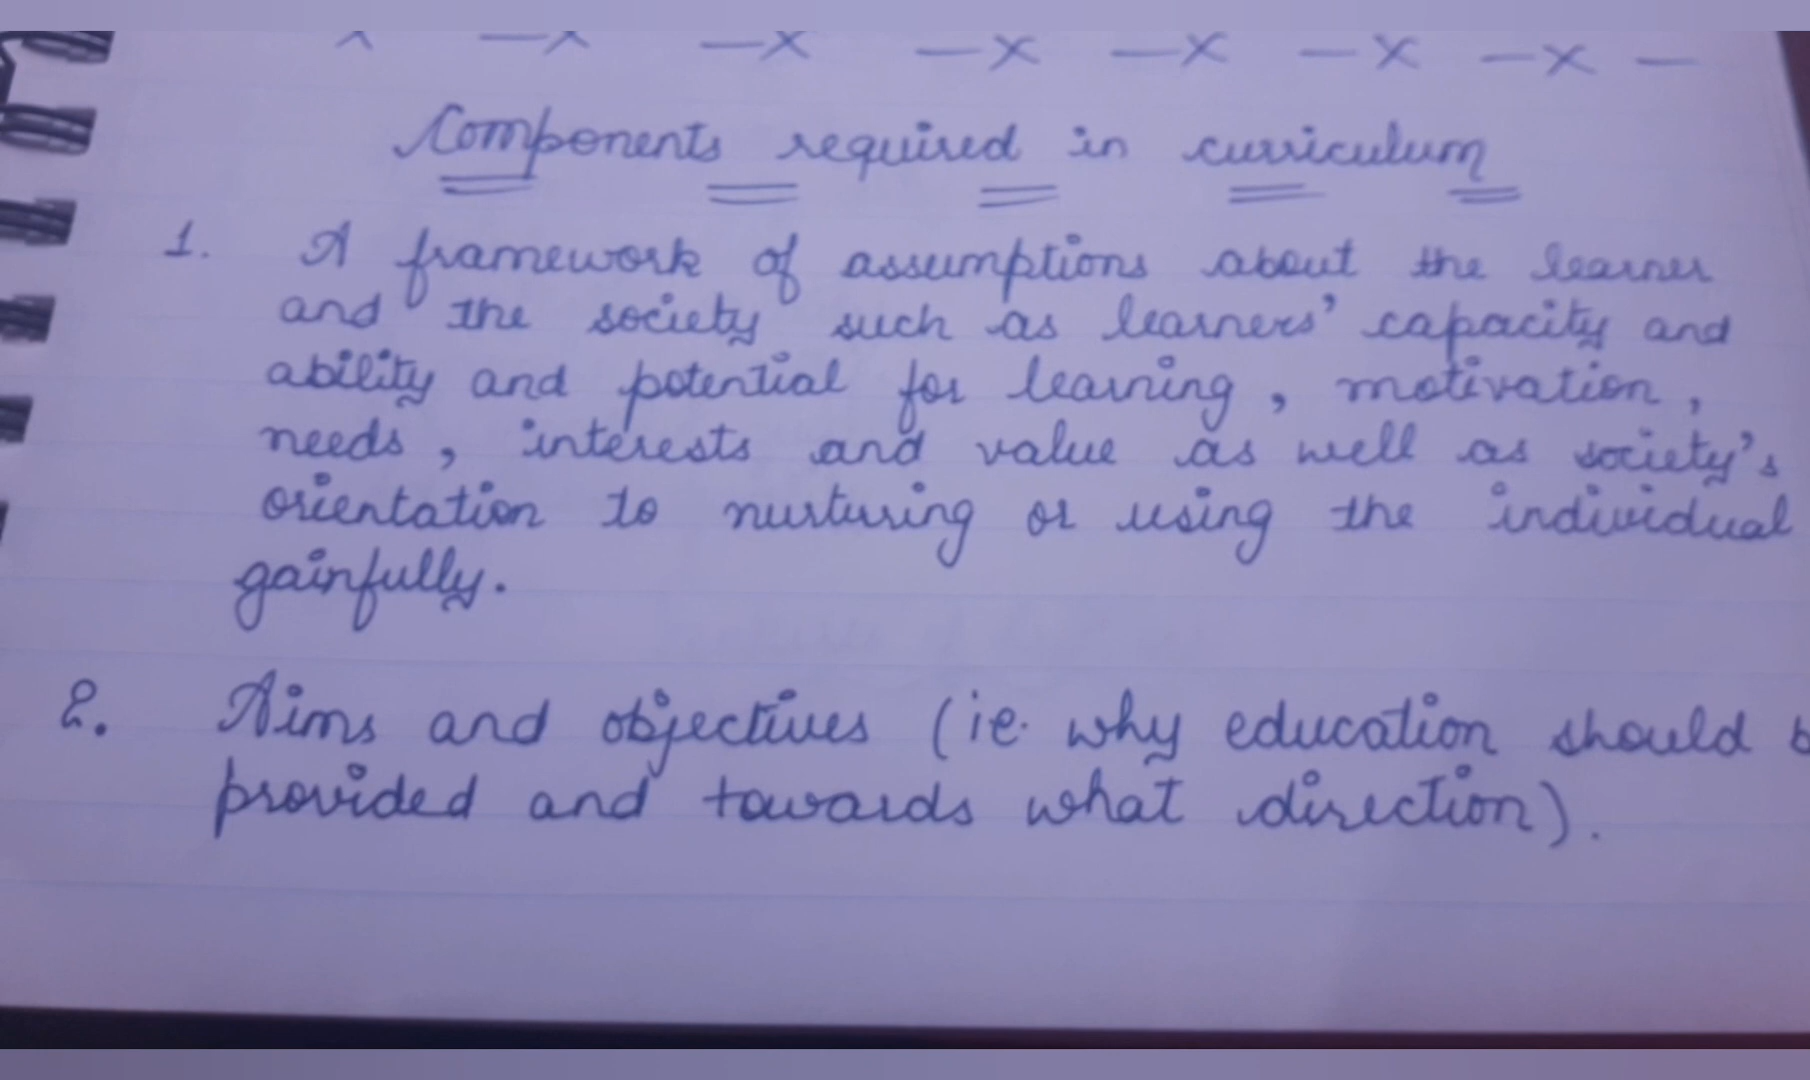 x — x — x — x — x — x — x —
Components required in curriculum
1. A framework of assumptions about the learner
and the society such as learners' capacity and
ability and potential for learning, motivation,
needs, interests and value as well as society's
orientation to nurturing or using the individual
gainfully.
2. Aims and objectives (ie. why education should b
provided and towards what direction).